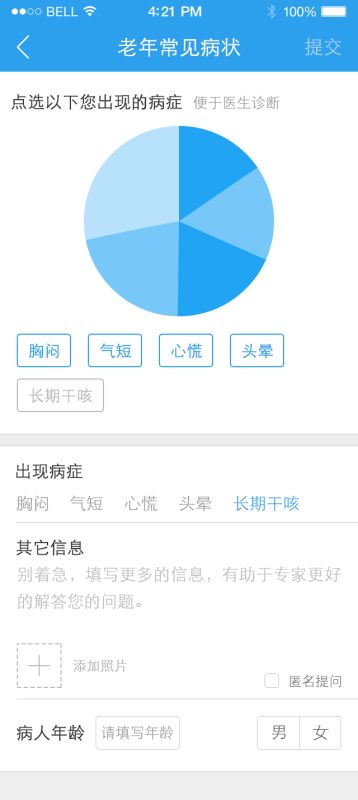 BELL 4:21 PM 100%
老年常见病状 提交
点选以下您出现的病症 便于医生诊断
胸闷 气短 心慌 头晕
长期干咳
出现病症
胸闷 气短 心慌 头晕 长期干咳
其它信息
别着急，填写更多的信息，有助于专家更好
的解答您的问题。
添加照片 匿名提问
病人年龄 请填写年龄 男 女